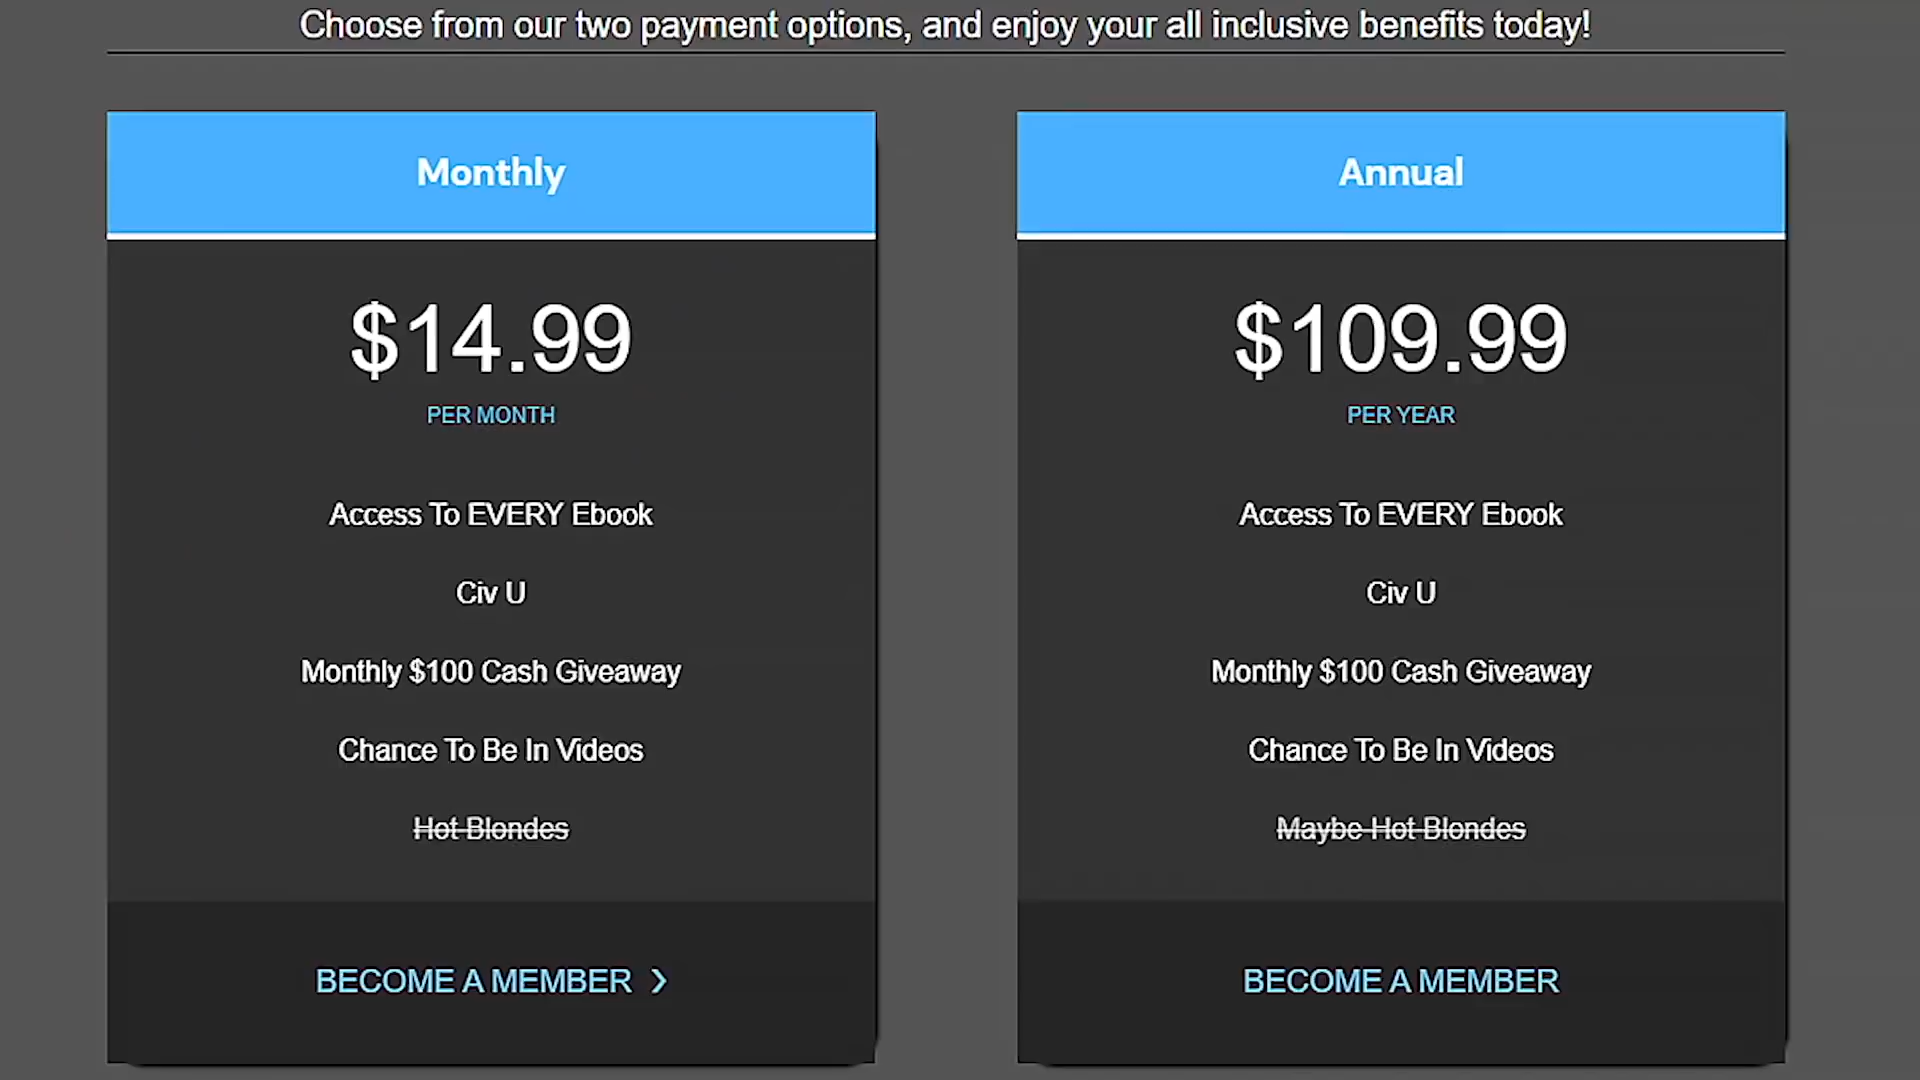 Choose from our two payment options, and enjoy your all inclusive benefits today!
Monthly
$14.99
PER MONTH
Access To EVERY Ebook
Civ U
Monthly $100 Cash Giveaway
Chance To Be In Videos
Hot Blondes
BECOME A MEMBER >
Annual
$109.99
PER YEAR
Access To EVERY Ebook
Civ U
Monthly $100 Cash Giveaway
Chance To Be In Videos
Maybe Hot Blondes
BECOME A MEMBER